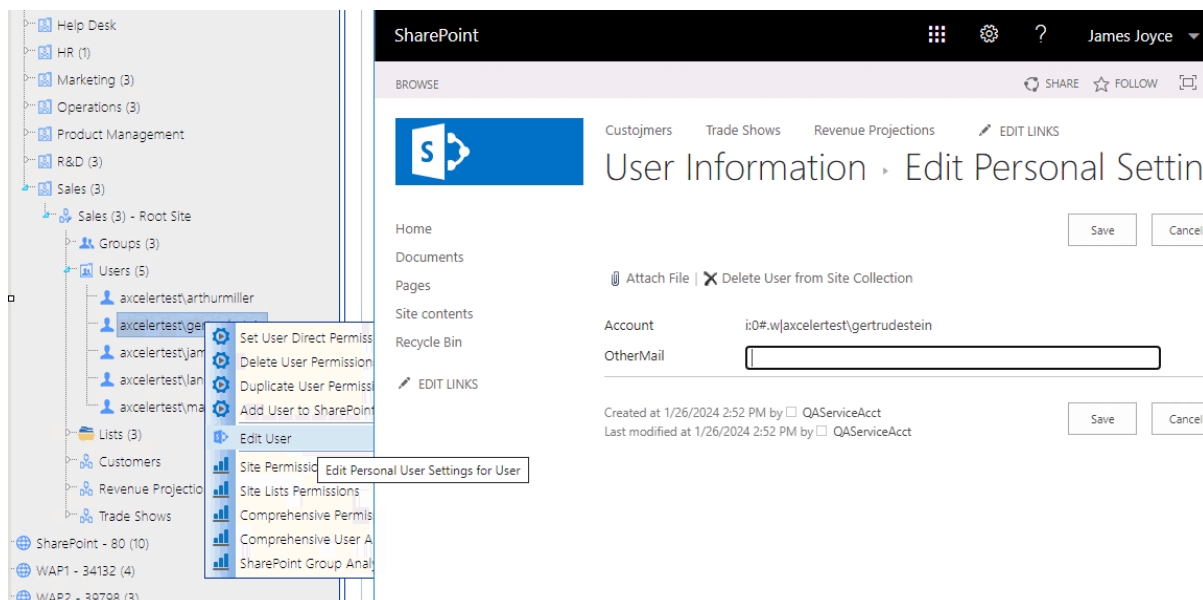 Help Desk
HR (1)
Marketing (3)
Operations (3)
Product Management
R&D (3)
Sales (3)
Sales (3) - Root Site
Groups (3)
Users (5)
axcelertest\arthurmiller
axcelertest\ger
axcelertest\jam
axcelertest\lan
axcelertest\ma
Lists (3)
Customers
Revenue Projectio
Trade Shows
SharePoint - 80 (10)
WAP1 - 34132 (4)
WAP2 - 39798 (3)
Set User Direct Permiss
Delete User Permission
Duplicate User Permissi
Add User to SharePoint
Edit User
Site Permissio
Site Lists Permissions
Comprehensive Permis
Comprehensive User A
SharePoint Group Analy
Edit Personal User Settings for User
SharePoint
? James Joyce
BROWSE
SHARE FOLLOW
S
Custojmers Trade Shows Revenue Projections EDIT LINKS
User Information Edit Personal Settin
Home
Documents
Pages
Site contents
Recycle Bin
EDIT LINKS
Save Cancel
Attach File | Delete User from Site Collection
Account i:0#.w|axcelertest\gertrudestein
OtherMail
Created at 1/26/2024 2:52 PM by QAServiceAcct
Last modified at 1/26/2024 2:52 PM by QAServiceAcct
Save Cancel